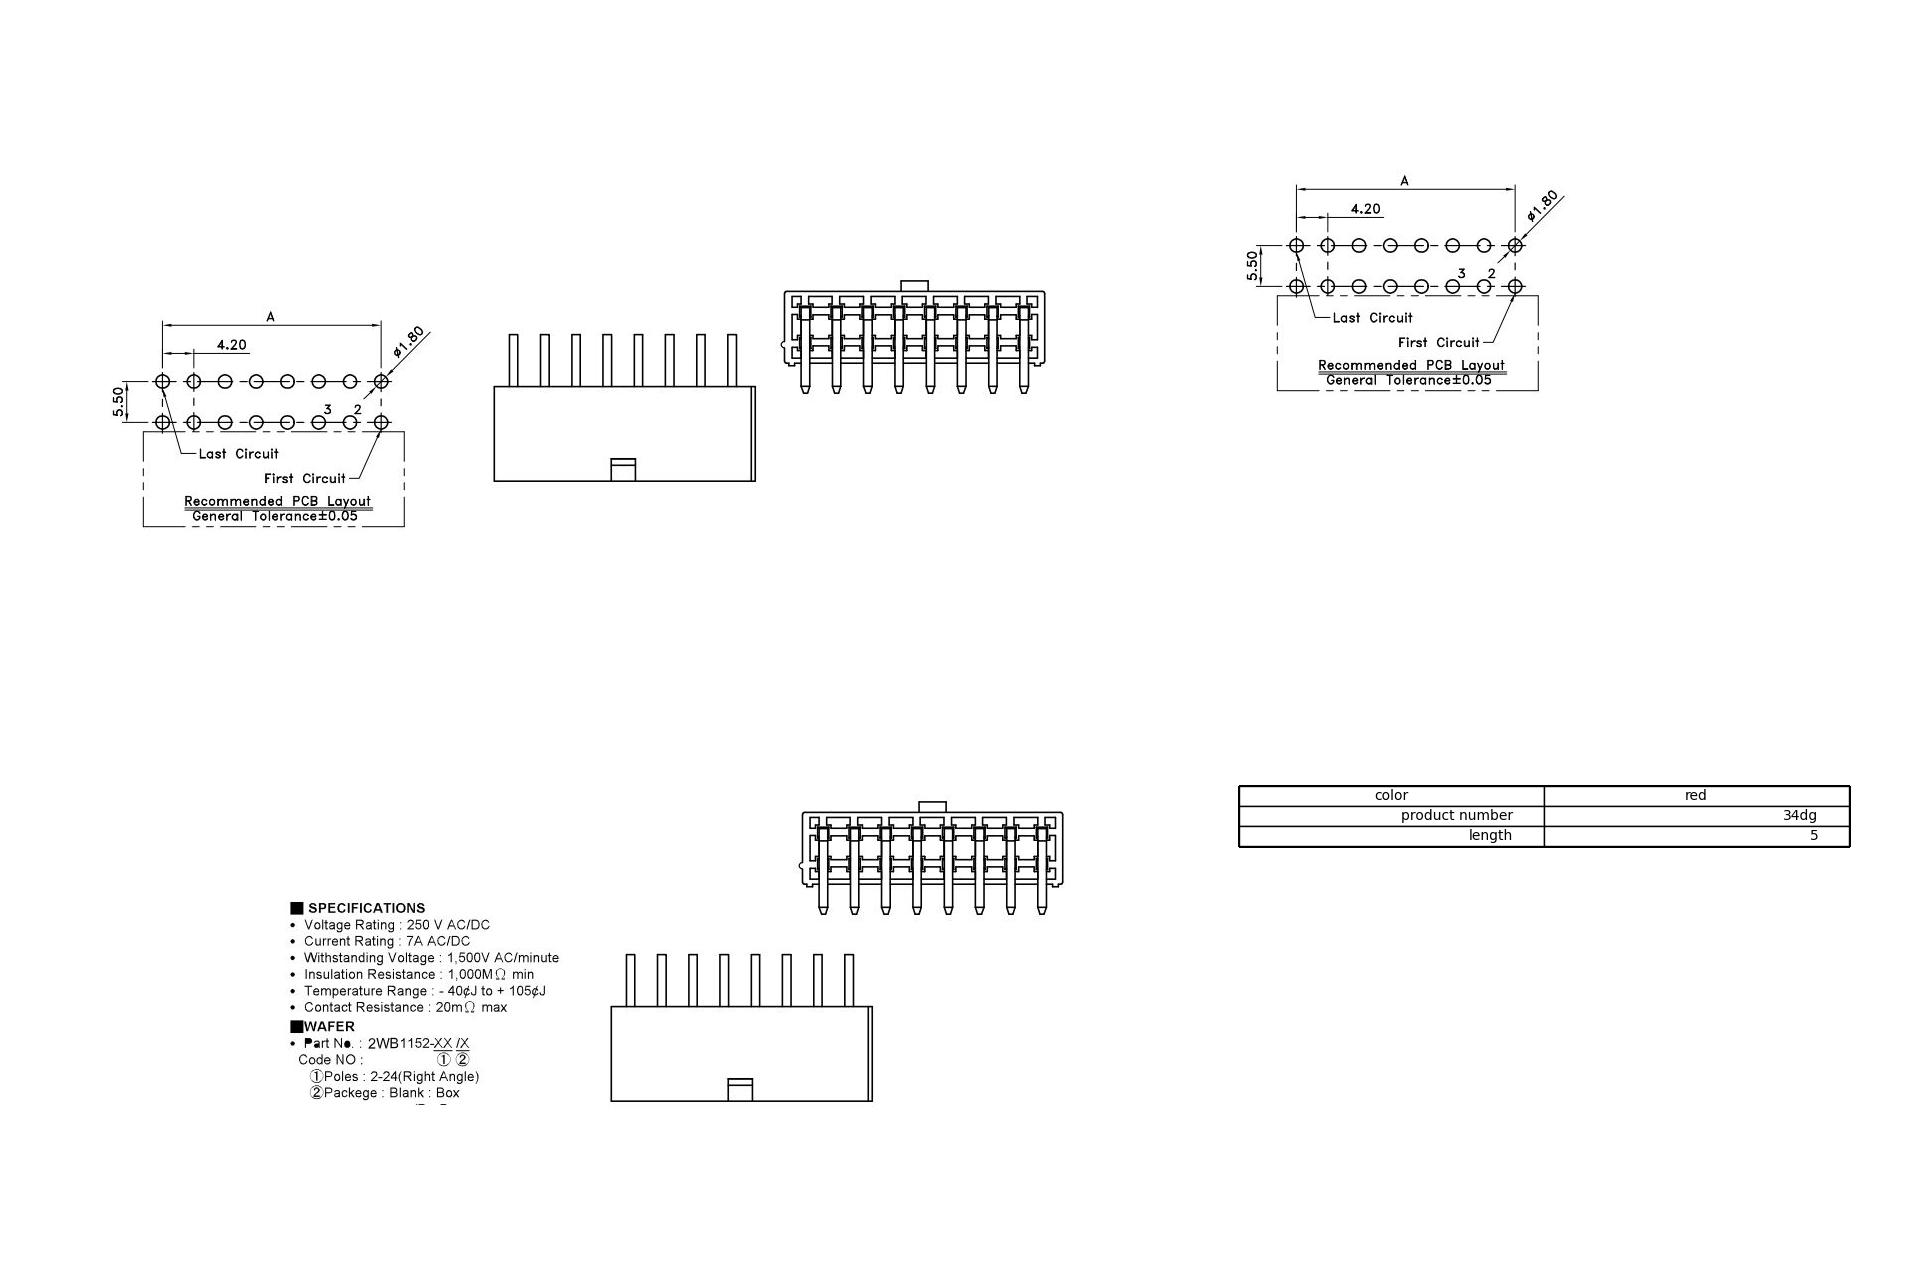 A
4.20
ø1.80
5.50
3 2
Last Circuit
First Circuit
Recommended PCB Layout
General Tolerance±0.05
A
4.20
ø1.80
5.50
3 2
Last Circuit
First Circuit
Recommended PCB Layout
General Tolerance±0.05
color red
product number 34dg
length 5
■ SPECIFICATIONS
• Voltage Rating : 250 V AC/DC
• Current Rating : 7A AC/DC
• Withstanding Voltage : 1,500V AC/minute
• Insulation Resistance : 1,000MΩ min
• Temperature Range : - 40¢J to + 105¢J
• Contact Resistance : 20mΩ max
■WAFER
• Part No. : 2WB1152-XX /X
Code NO : ① ②
①Poles : 2-24(Right Angle)
②Packege : Blank : Box